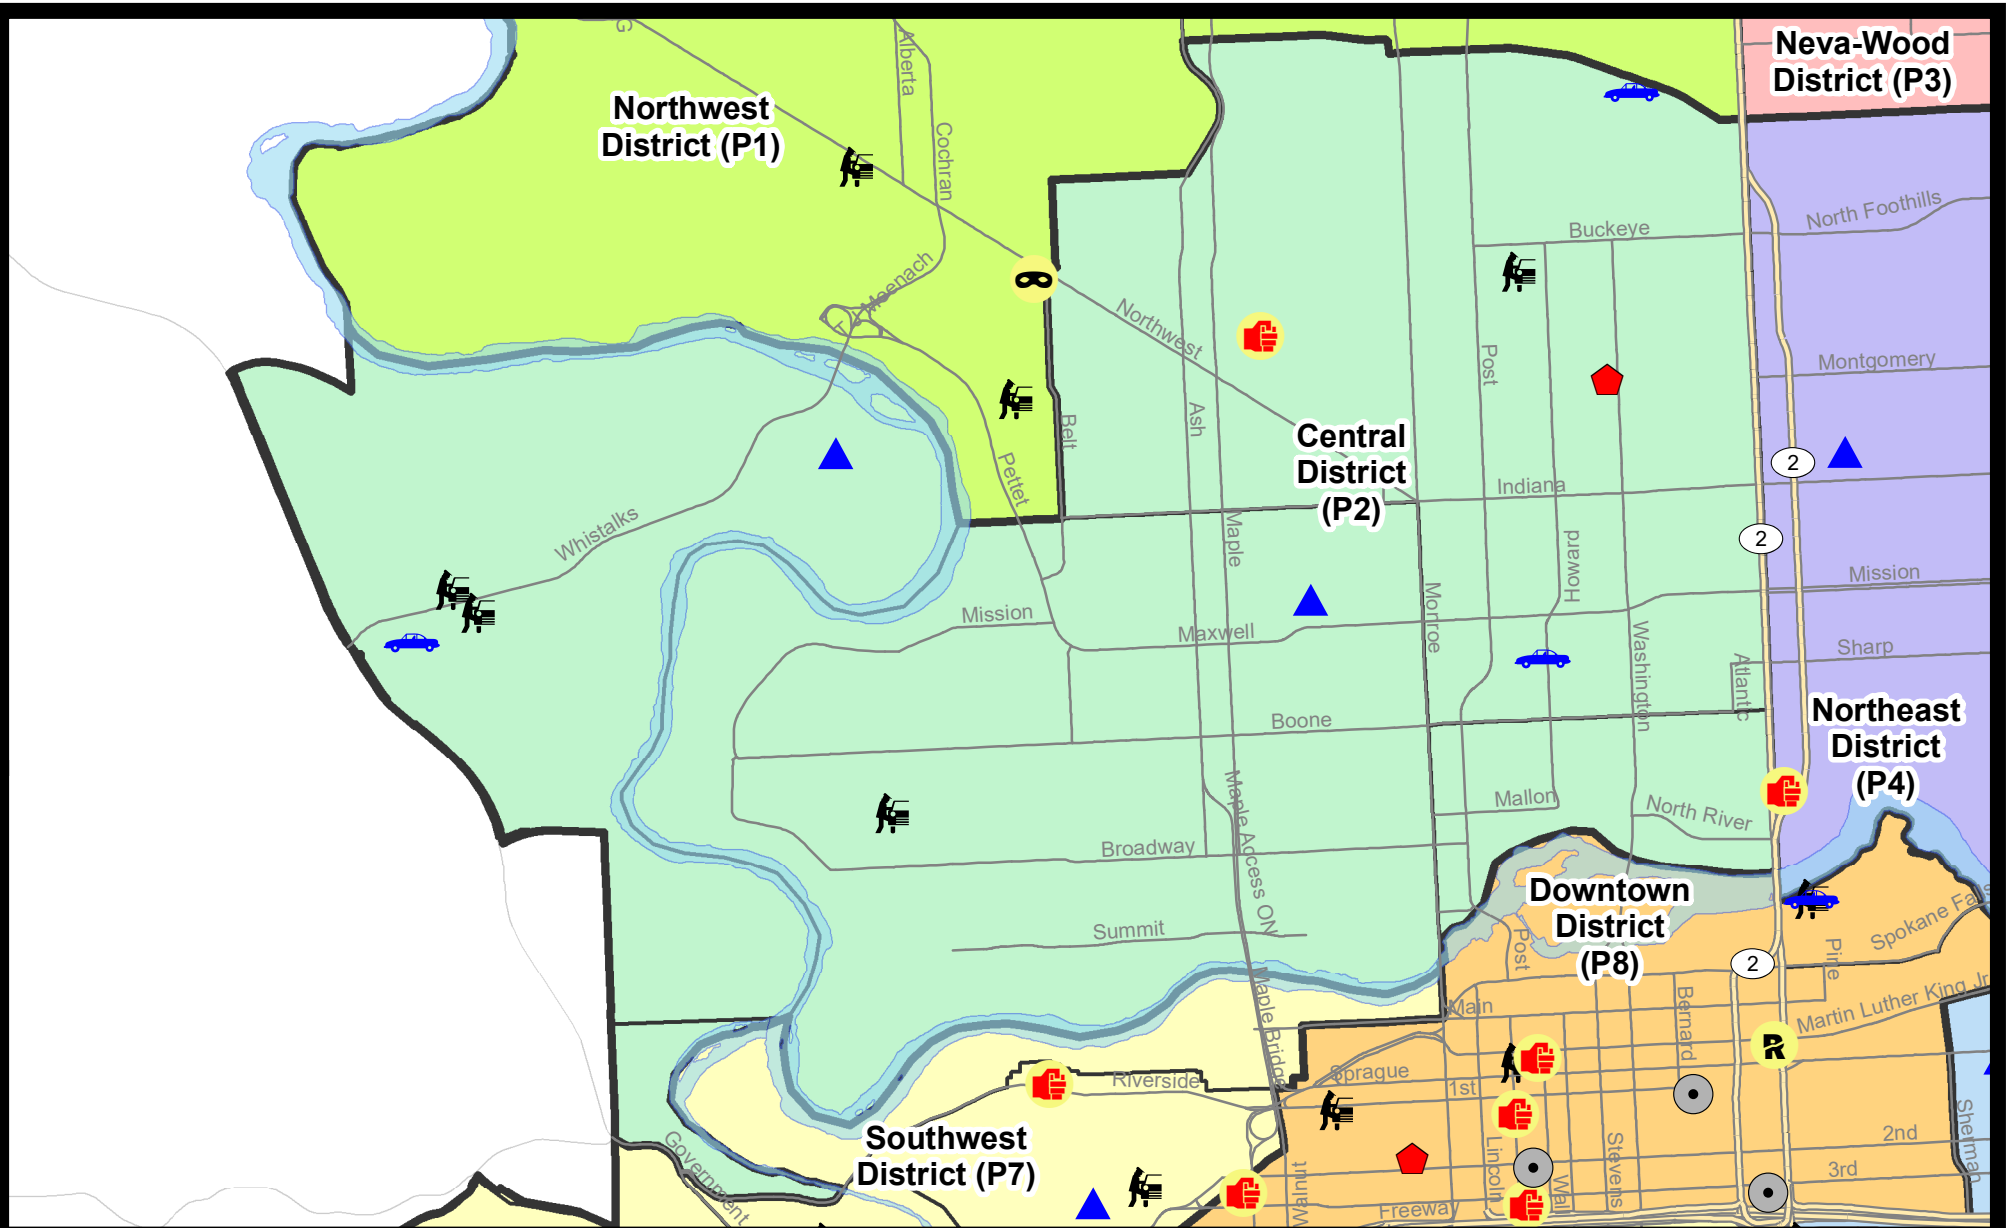 G
Alberta
Cochran
Northwest
District (P1)
Neva-Wood
District (P3)
North Foothills
Buckeye
T J Meenach
Northwest
Post
Montgomery
Ash
Belt
Central
District
(P2)
2
Pettet
Indiana
Whistalks
Maple
Howard
2
Mission
Monroe
Mission
Maxwell
Washington
Sharp
Atlantic
Boone
Northeast
District
(P4)
Maple Access ON
Mallon
North River
Broadway
Downtown
District
(P8)
Summit
Post
2
Pine
Spokane Fa
Maple Bridge
Main
Bernard
Martin Luther King Jr
R
Sprague
1st
Riverside
Southwest
District (P7)
Government
Walnut
Lincoln
Wall
Stevens
2nd
3rd
Sherman
Freeway